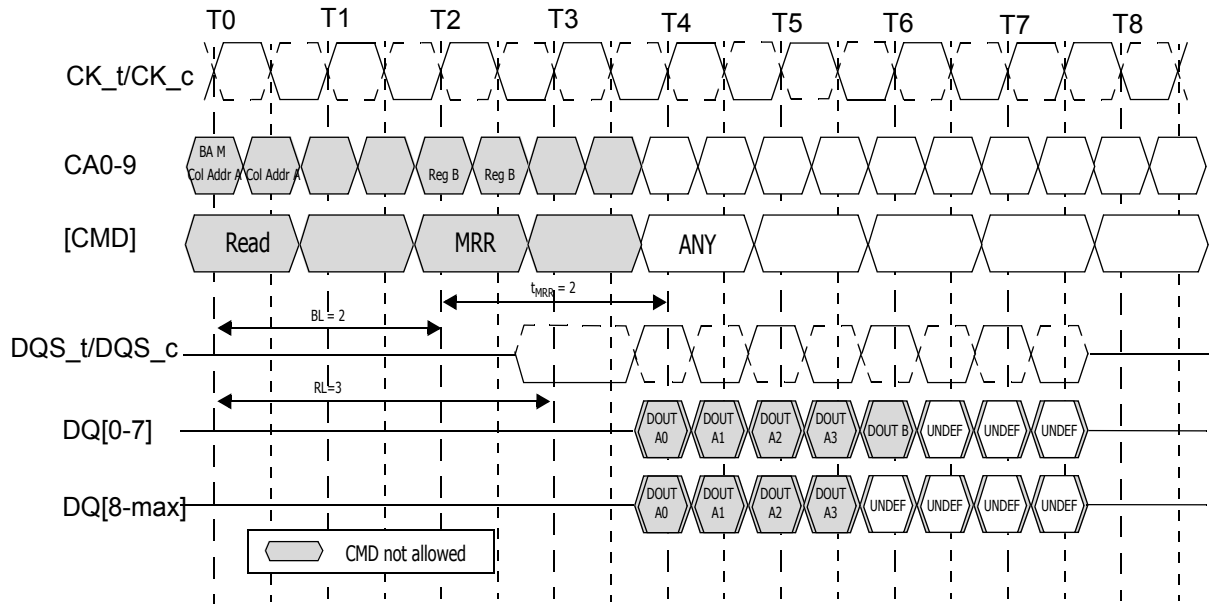 T0 T1 T2 T3 T4 T5 T6 T7 T8
CK_t/CK_c
CA0-9
BA M
Col Addr A Col Addr A Reg B Reg B
[CMD] Read MRR ANY
tMRR = 2
BL = 2
DQS_t/DQS_c
RL=3
DQ[0-7] DOUT A0 DOUT A1 DOUT A2 DOUT A3 DOUT B UNDEF UNDEF UNDEF
DQ[8-max] DOUT A0 DOUT A1 DOUT A2 DOUT A3 UNDEF UNDEF UNDEF UNDEF
CMD not allowed